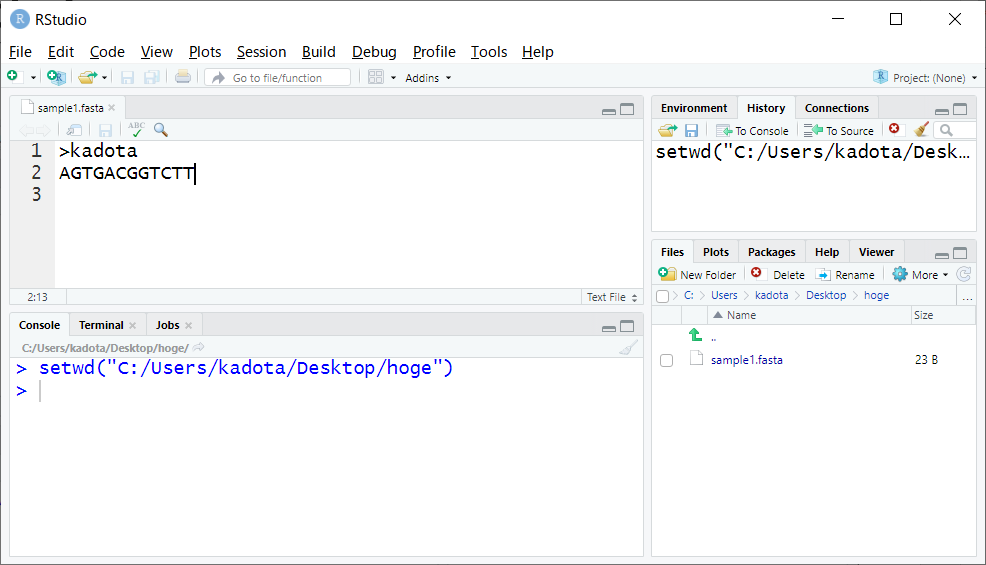 RStudio
File Edit Code View Plots Session Build Debug Profile Tools Help
Go to file/function Addins Project: (None)
sample1.fasta
ABC
1 >kadota
2 AGTGACGGTCTT
3
2:13 Text File
Console Terminal Jobs
C:/Users/kadota/Desktop/hoge/
> setwd("C:/Users/kadota/Desktop/hoge")
>
Environment History Connections
To Console To Source
setwd("C:/Users/kadota/Desk…
Files Plots Packages Help Viewer
New Folder Delete Rename More
C: Users kadota Desktop hoge ...
Name Size
..
sample1.fasta 23 B